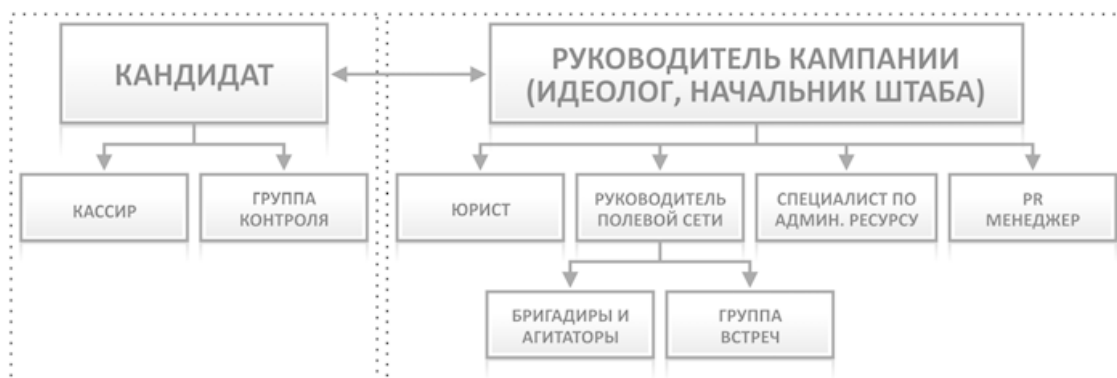 КАНДИДАТ
РУКОВОДИТЕЛЬ КАМПАНИИ
(ИДЕОЛОГ, НАЧАЛЬНИК ШТАБА)
КАССИР
ГРУППА
КОНТРОЛЯ
ЮРИСТ
РУКОВОДИТЕЛЬ
ПОЛЕВОЙ СЕТИ
СПЕЦИАЛИСТ ПО
АДМИН. РЕСУРСУ
PR
МЕНЕДЖЕР
БРИГАДИРЫ И
АГИТАТОРЫ
ГРУППА
ВСТРЕЧ